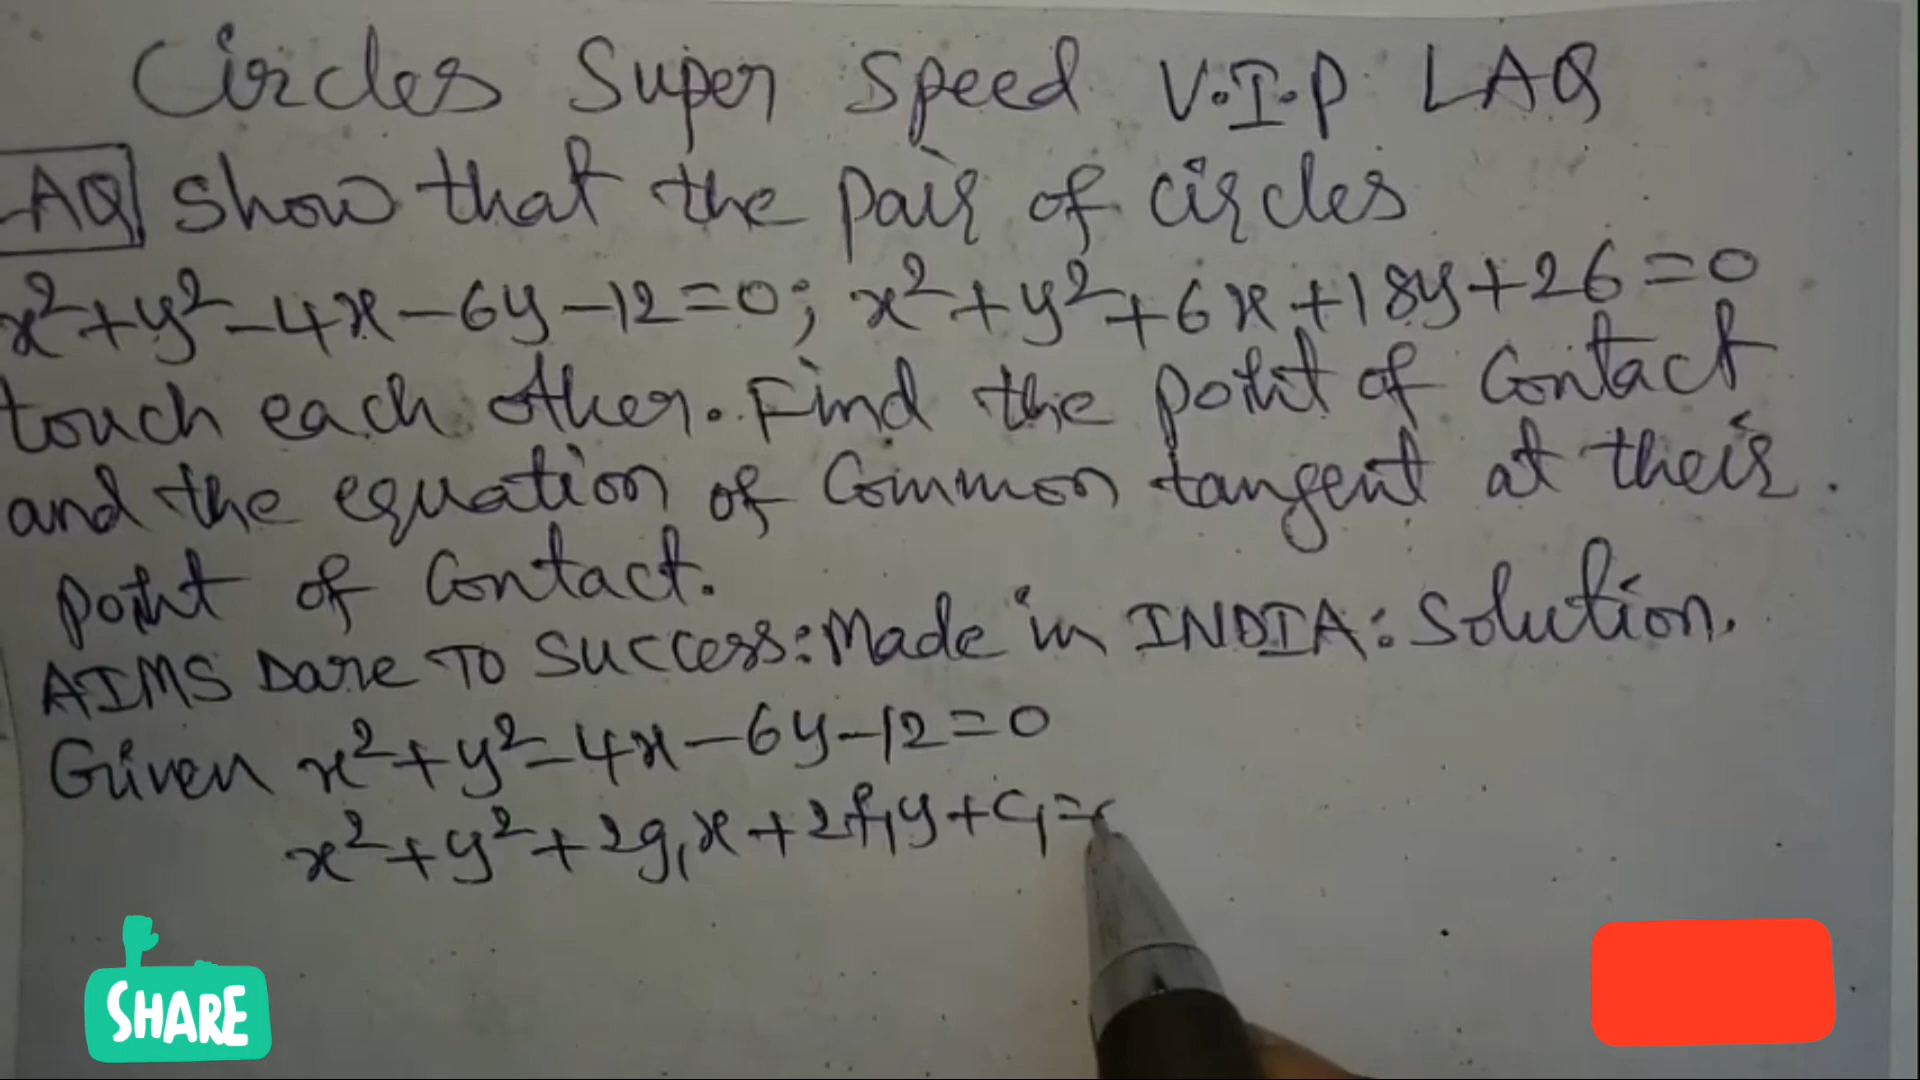 Circles Super Speed V.I.P LAQ
LAQ Show that the pair of circles
x²+y²-4x-6y-12=0; x²+y²+6x+18y+26=0
touch each other. Find the point of Contact
and the equation of Common tangent at their.
point of Contact.
AIMS Dare TO Success: Made in INDIA: Solution.
Given x²+y²-4x-6y-12=0
x²+y²+2g₁x+2f₁y+c₁=
SHARE